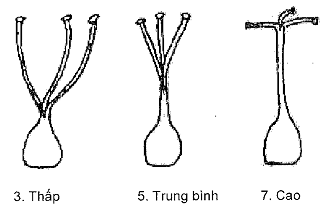 3. Thấp 5. Trung bình 7. Cao